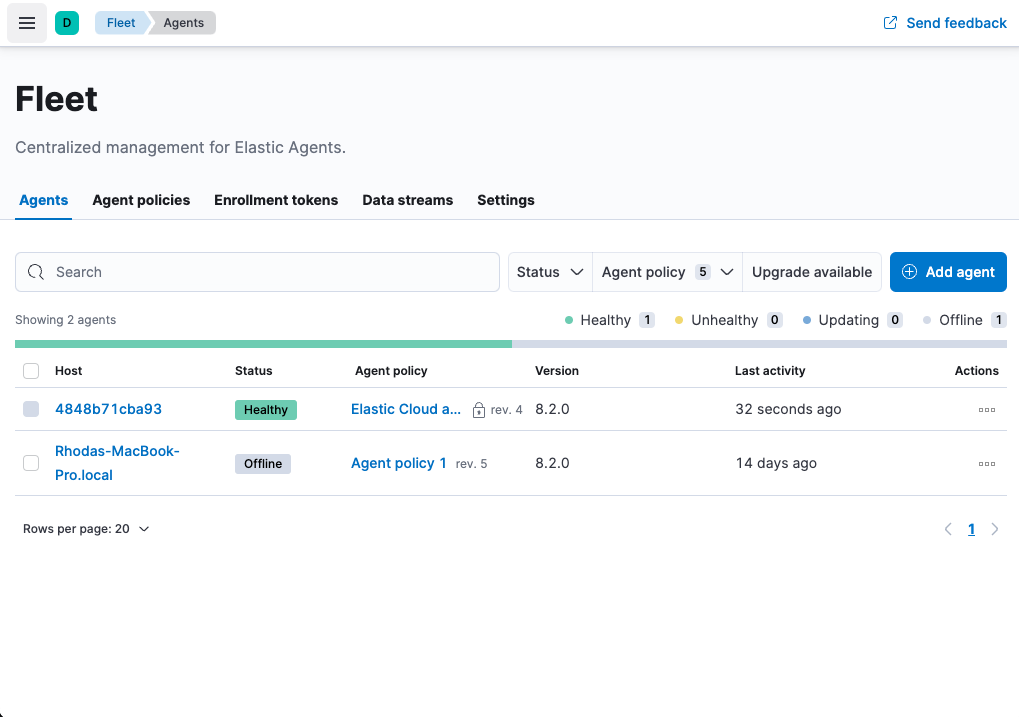 D Fleet Agents Send feedback
Fleet
Centralized management for Elastic Agents.
Agents Agent policies Enrollment tokens Data streams Settings
Search Status Agent policy 5 Upgrade available Add agent
Showing 2 agents Healthy 1 Unhealthy 0 Updating 0 Offline 1
Host Status Agent policy Version Last activity Actions
4848b71cba93 Healthy Elastic Cloud a... rev. 4 8.2.0 32 seconds ago
Rhodas-MacBook-
Pro.local Offline Agent policy 1 rev. 5 8.2.0 14 days ago
Rows per page: 20 1